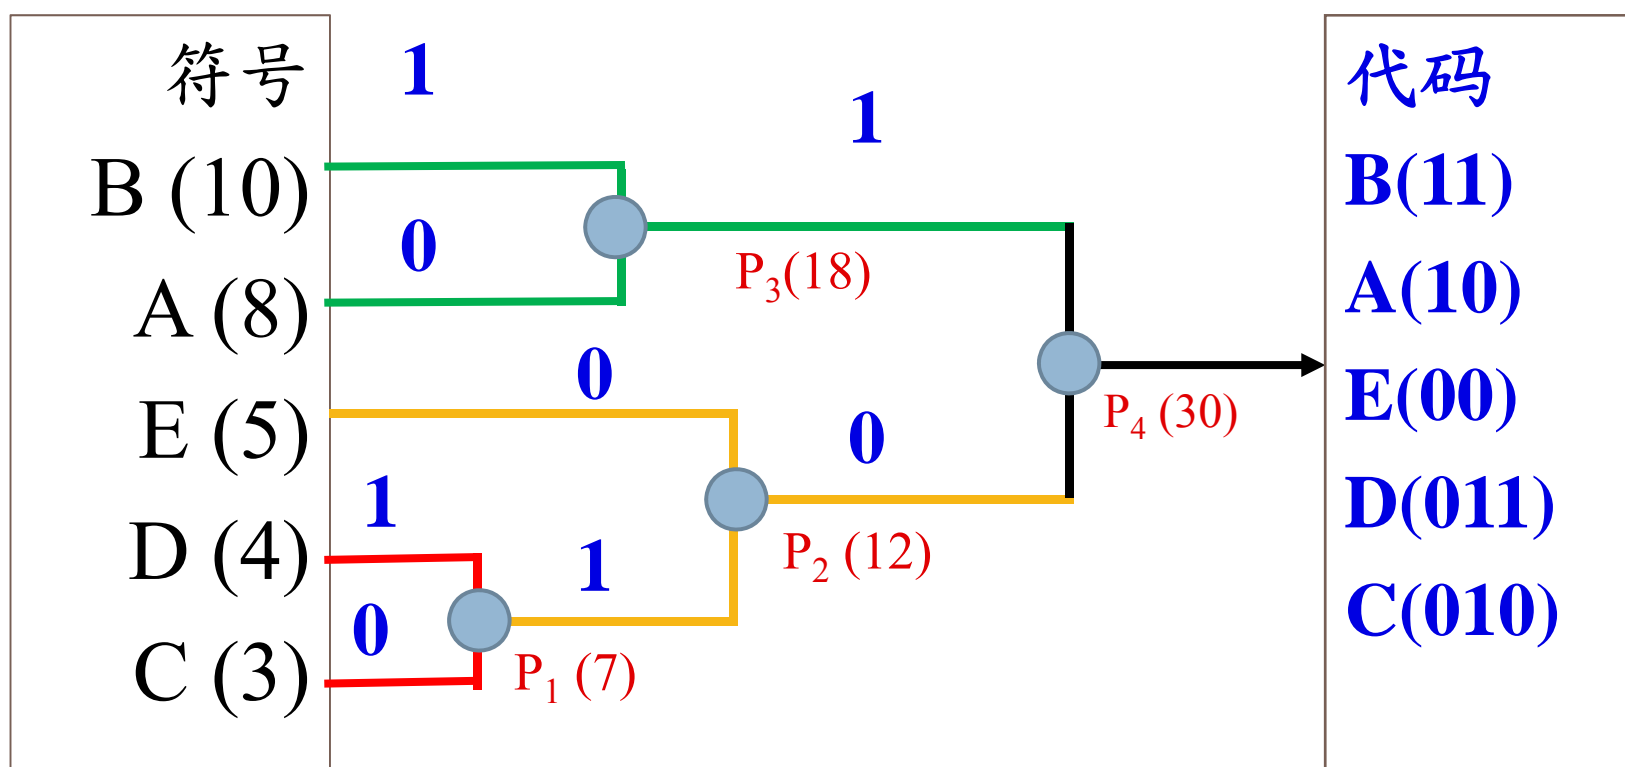 符号
B (10)
A (8)
E (5)
D (4)
C (3)
1
0
0
1
0
1
1
0
P₃(18)
P₂ (12)
P₁ (7)
P₄ (30)
代码
B(11)
A(10)
E(00)
D(011)
C(010)